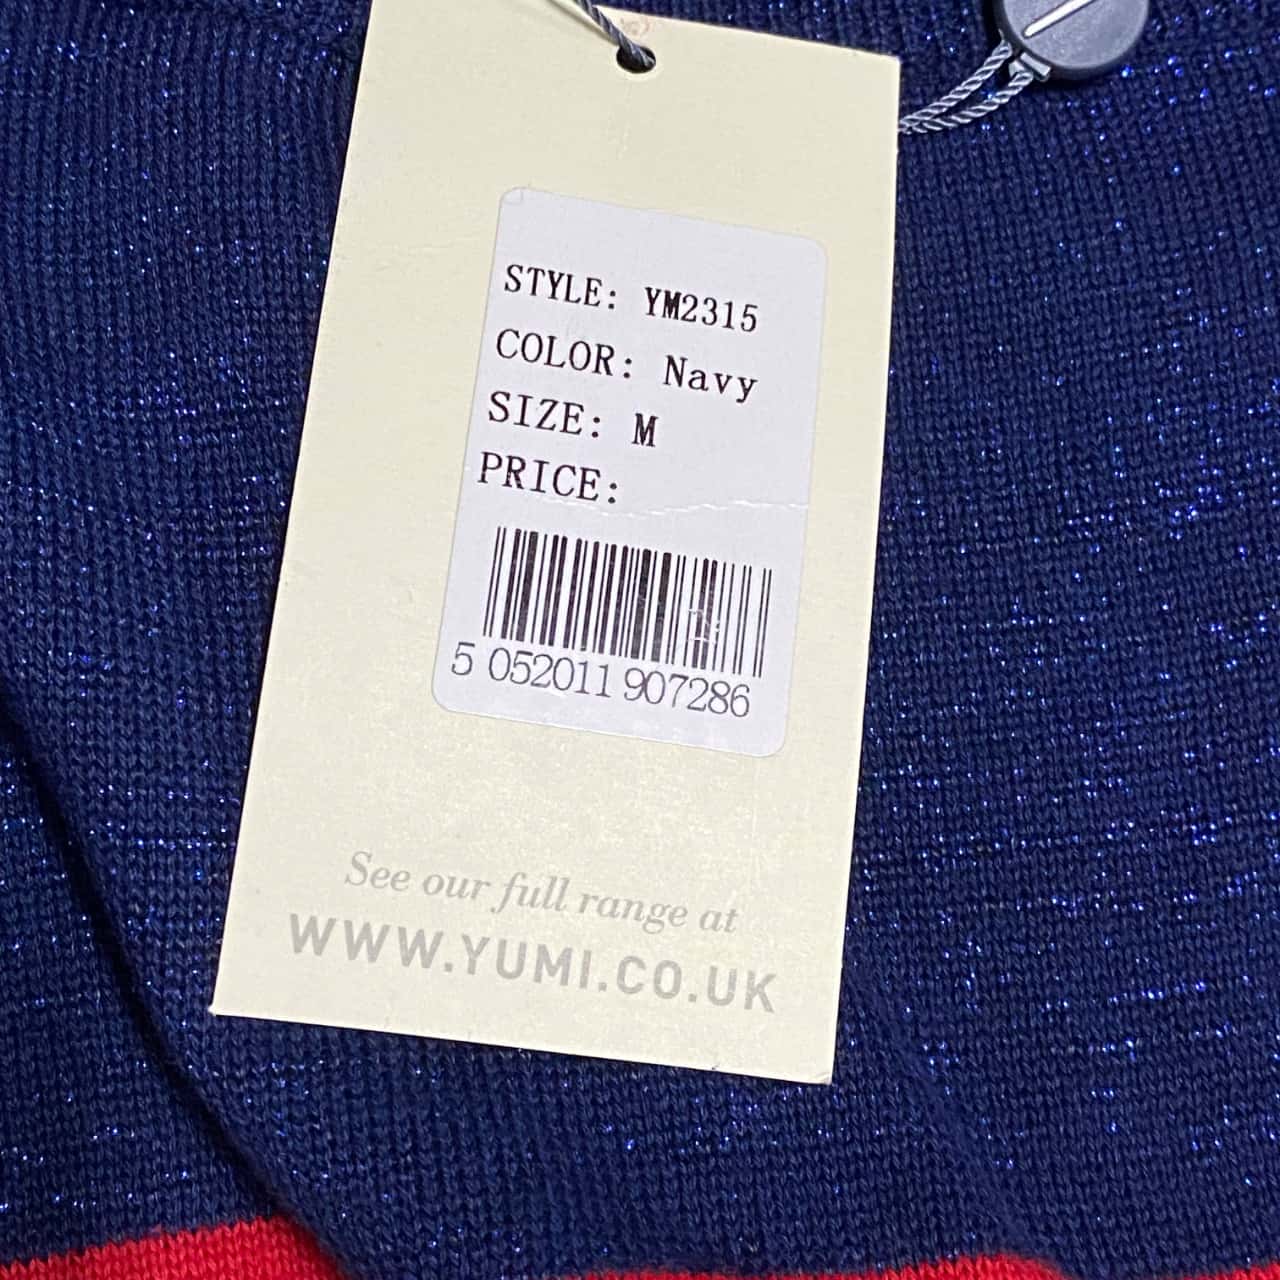 STYLE: YM2315
COLOR: Navy
SIZE: M
PRICE:
5 052011 907286
See our full range at
WWW.YUMI.CO.UK